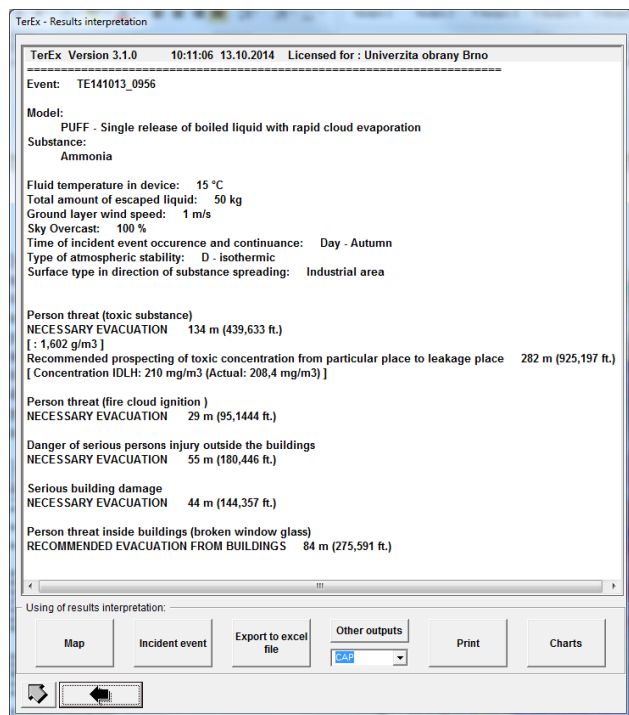 TerEx - Results interpretation
TerEx Version 3.1.0 10:11:06 13.10.2014 Licensed for : Univerzita obrany Brno
========================================================================
Event: TE141013_0956
Model:
PUFF - Single release of boiled liquid with rapid cloud evaporation
Substance:
Ammonia
Fluid temperature in device: 15 °C
Total amount of escaped liquid: 50 kg
Ground layer wind speed: 1 m/s
Sky Overcast: 100 %
Time of incident event occurence and continuance: Day - Autumn
Type of atmospheric stability: D - isothermic
Surface type in direction of substance spreading: Industrial area
Person threat (toxic substance)
NECESSARY EVACUATION 134 m (439,633 ft.)
[ : 1,602 g/m3 ]
Recommended prospecting of toxic concentration from particular place to leakage place 282 m (925,197 ft.)
[ Concentration IDLH: 210 mg/m3 (Actual: 208,4 mg/m3) ]
Person threat (fire cloud ignition )
NECESSARY EVACUATION 29 m (95,1444 ft.)
Danger of serious persons injury outside the buildings
NECESSARY EVACUATION 55 m (180,446 ft.)
Serious building damage
NECESSARY EVACUATION 44 m (144,357 ft.)
Person threat inside buildings (broken window glass)
RECOMMENDED EVACUATION FROM BUILDINGS 84 m (275,591 ft.)
Using of results interpretation:
Map
Incident event
Export to excel
file
Other outputs
CAP
Print
Charts